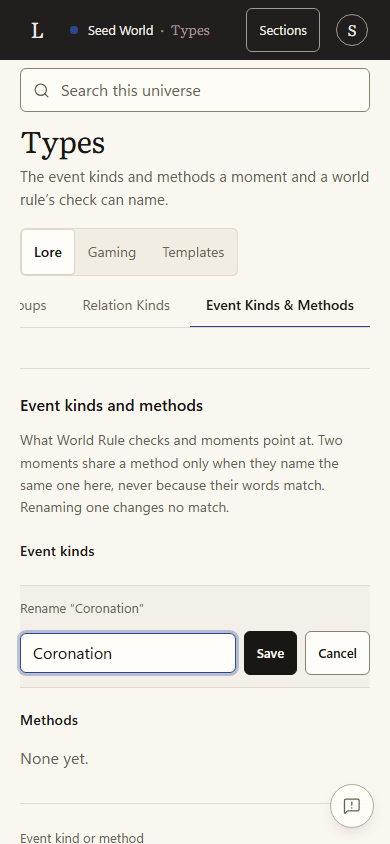 L
Seed World · Types
Sections
S
Search this universe
Types
The event kinds and methods a moment and a world
rule’s check can name.
Lore
Gaming
Templates
oups
Relation Kinds
Event Kinds & Methods
Event kinds and methods
What World Rule checks and moments point at. Two
moments share a method only when they name the
same one here, never because their words match.
Renaming one changes no match.
Event kinds
Rename “Coronation”
Coronation
Save
Cancel
Methods
None yet.
Event kind or method